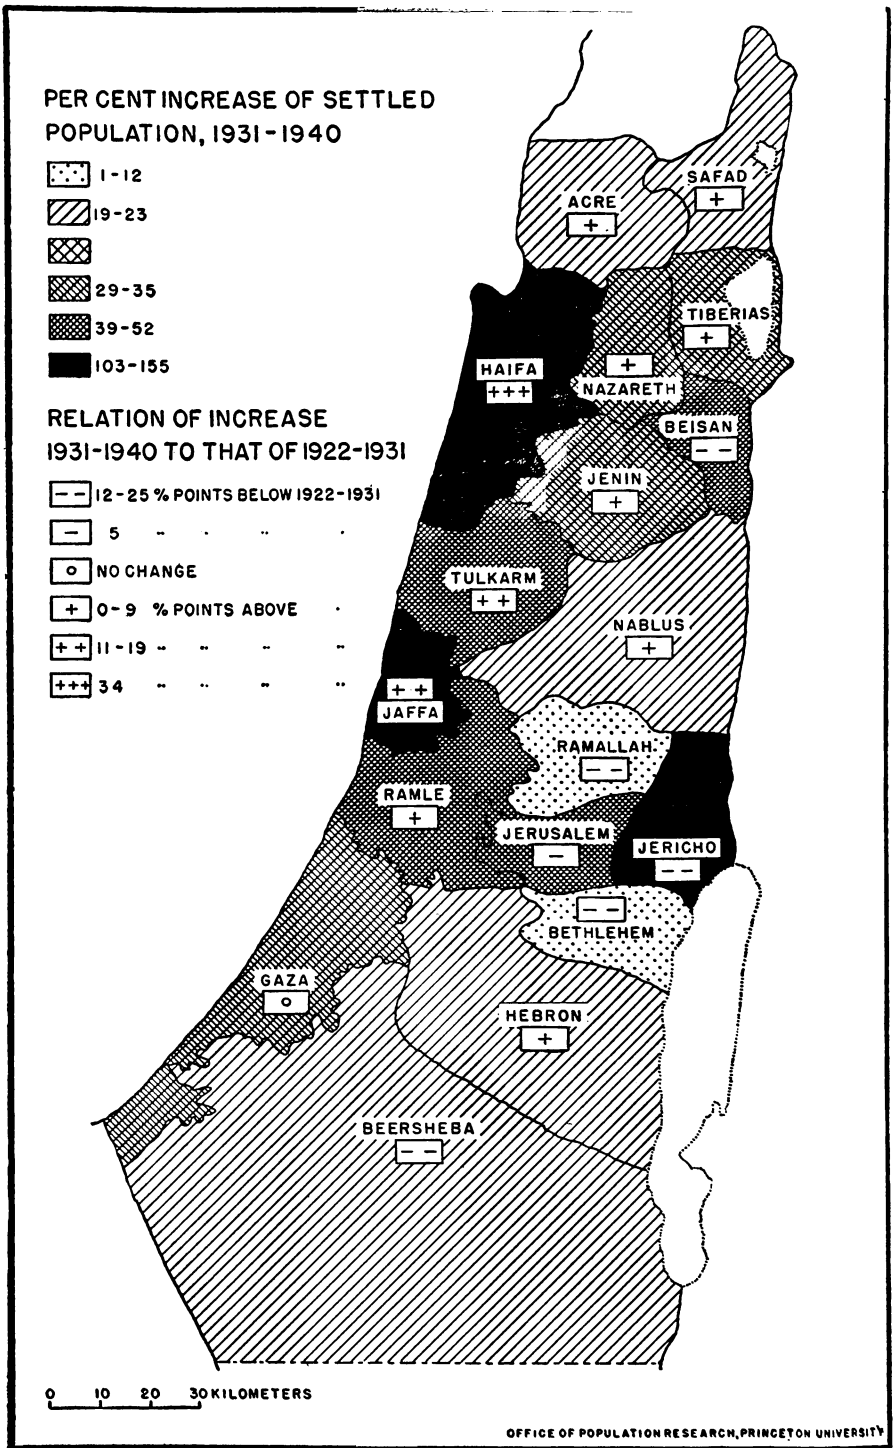 PER CENT INCREASE OF SETTLED
POPULATION, 1931-1940
1-12
19-23
29-35
39-52
103-155
RELATION OF INCREASE
1931-1940 TO THAT OF 1922-1931
-- 12-25 % POINTS BELOW 1922-1931
- 5 " " " "
o NO CHANGE
+ 0-9 % POINTS ABOVE "
++ 11-19 " " " "
+++ 34 " " " "
SAFAD
+
ACRE
+
TIBERIAS
+
HAIFA
+++
+
NAZARETH
BEISAN
--
JENIN
+
TULKARM
++
NABLUS
+
++
JAFFA
RAMALLAH
--
RAMLE
+
JERUSALEM
-
JERICHO
--
--
BETHLEHEM
GAZA
o
HEBRON
+
BEERSHEBA
--
0 10 20 30 KILOMETERS
OFFICE OF POPULATION RESEARCH, PRINCETON UNIVERSITY